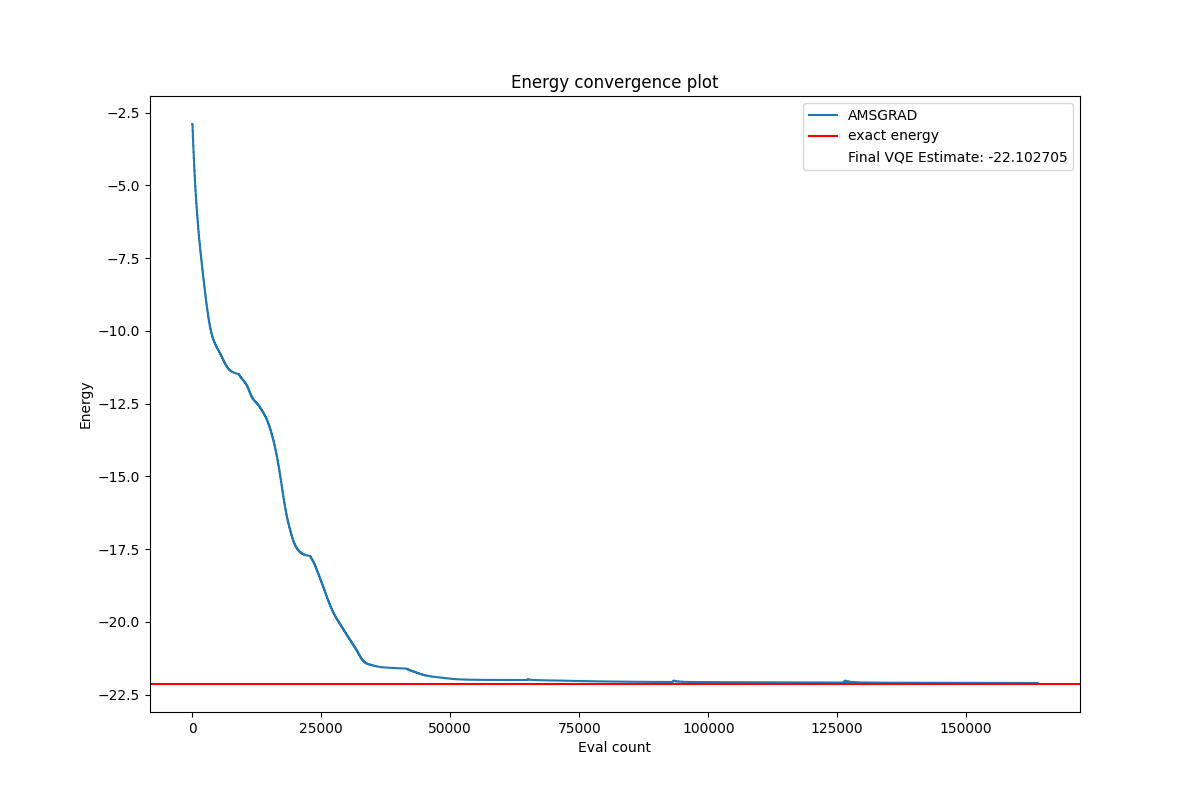 Energy convergence plot
AMSGRAD
exact energy
Final VQE Estimate: -22.102705
−2.5
−5.0
−7.5
−10.0
−12.5
−15.0
−17.5
−20.0
−22.5
Energy
0 25000 50000 75000 100000 125000 150000
Eval count